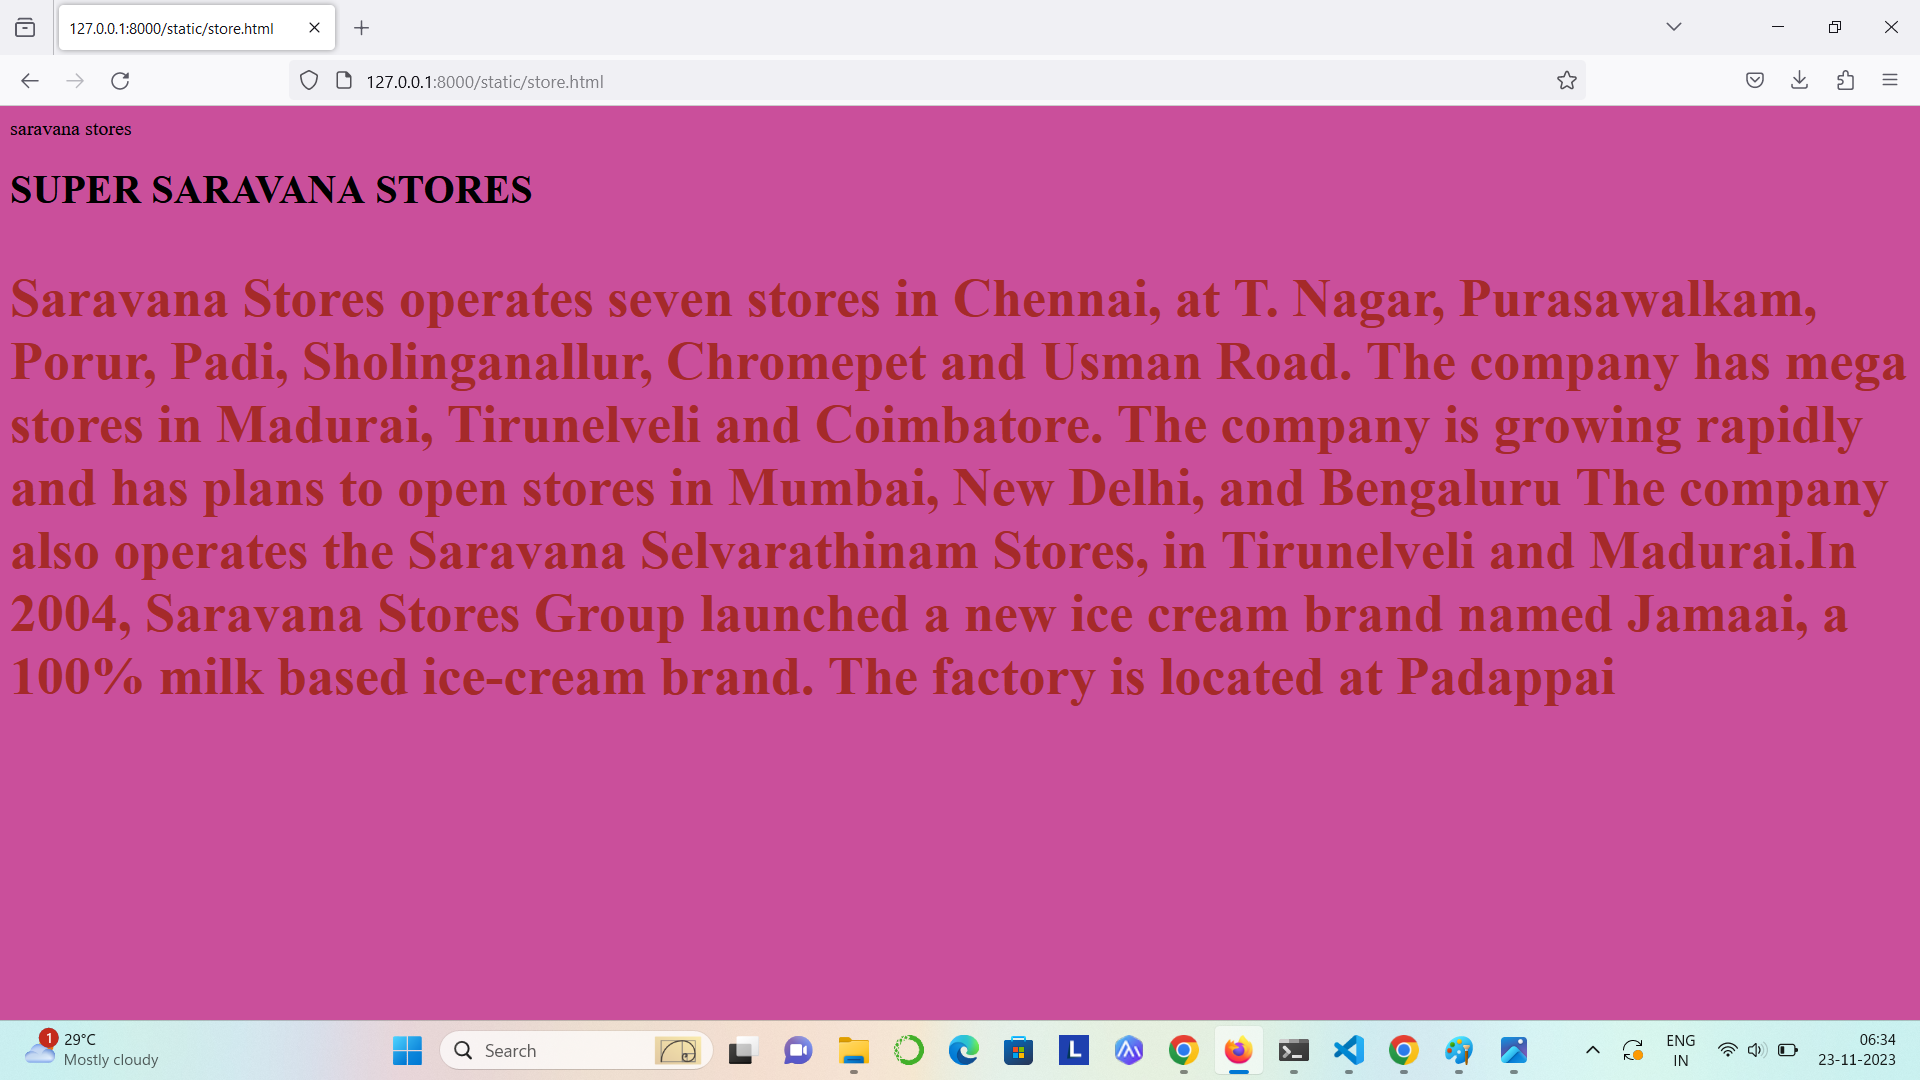 127.0.0.1:8000/static/store.html
127.0.0.1:8000/static/store.html
saravana stores
SUPER SARAVANA STORES
Saravana Stores operates seven stores in Chennai, at T. Nagar, Purasawalkam,
Porur, Padi, Sholinganallur, Chromepet and Usman Road. The company has mega
stores in Madurai, Tirunelveli and Coimbatore. The company is growing rapidly
and has plans to open stores in Mumbai, New Delhi, and Bengaluru The company
also operates the Saravana Selvarathinam Stores, in Tirunelveli and Madurai.In
2004, Saravana Stores Group launched a new ice cream brand named Jamaai, a
100% milk based ice-cream brand. The factory is located at Padappai
1
29°C
Mostly cloudy
Search
L
ENG
IN
06:34
23-11-2023